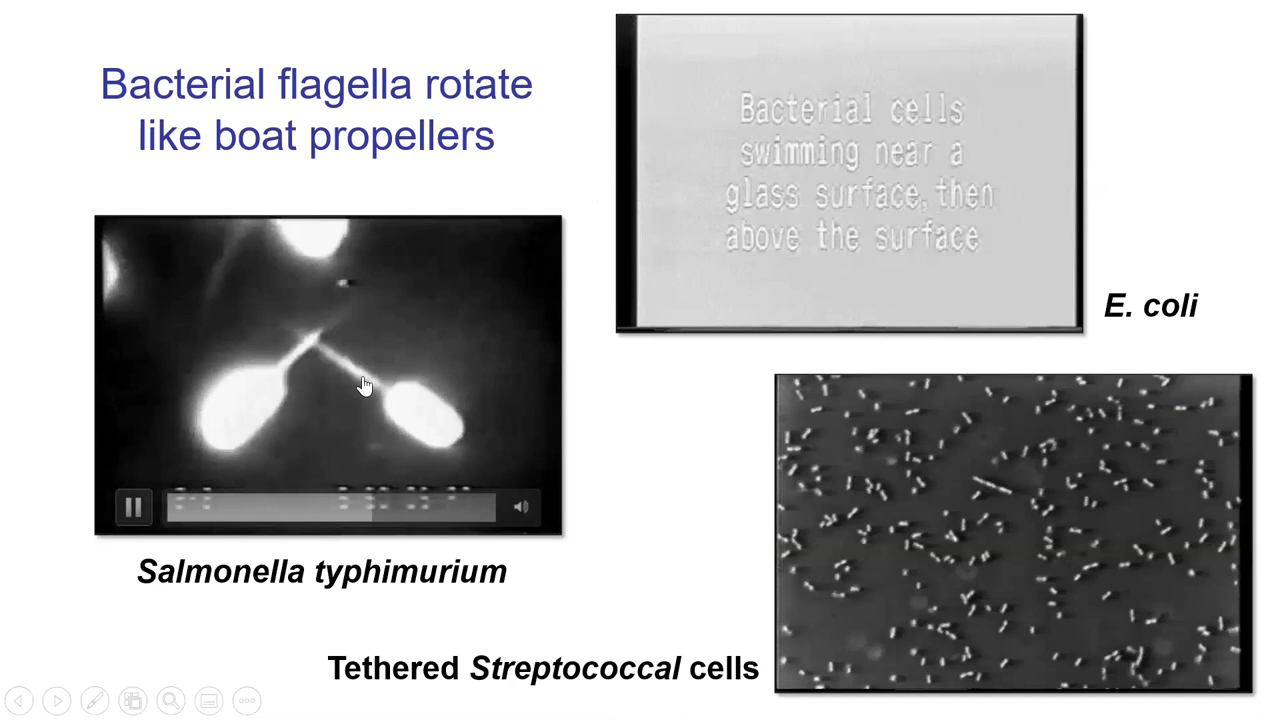 Bacterial flagella rotate
like boat propellers
Bacterial cells
swimming near a
glass surface, then
above the surface
E. coli
Salmonella typhimurium
Tethered Streptococcal cells